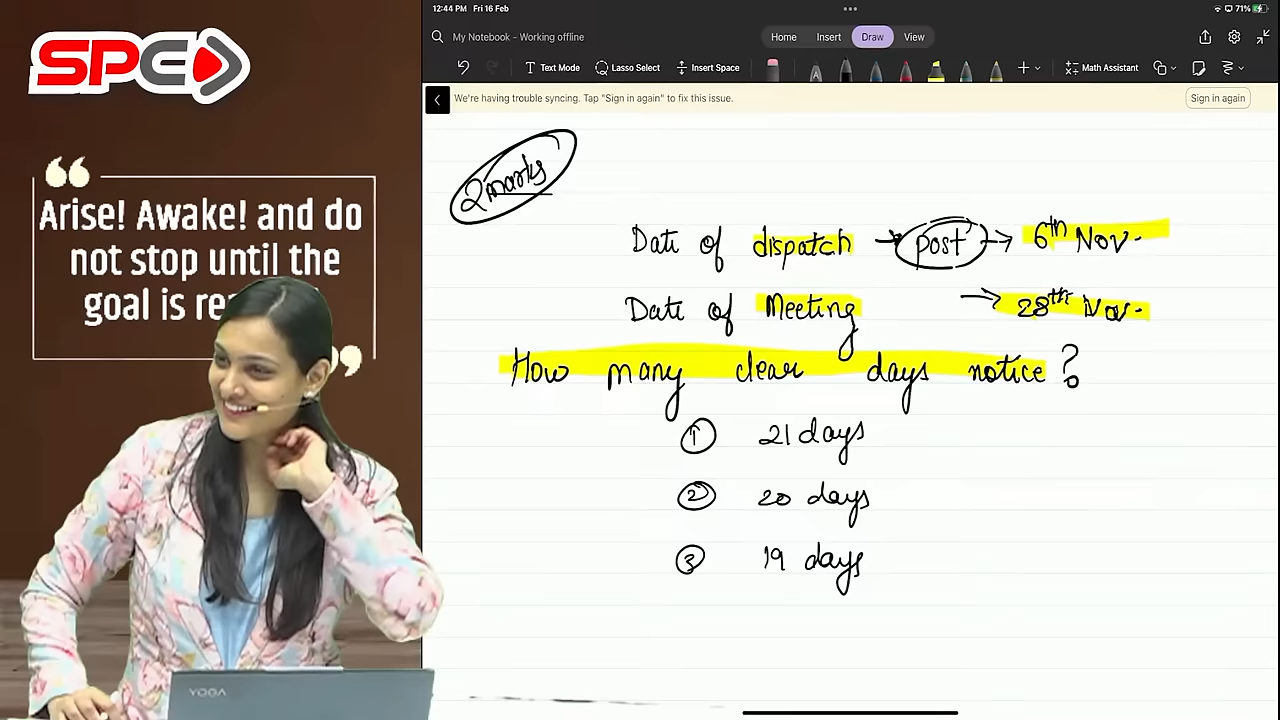 SPC
Arise! Awake! and do
not stop until the
goal is rea
YOGA
12:44 PM Fri 16 Feb
71%
My Notebook - Working offline
Home Insert Draw View
Text Mode Lasso Select Insert Space Math Assistant
We're having trouble syncing. Tap "Sign in again" to fix this issue.
Sign in again
2 marks
Date of dispatch → post → 6th Nov.
Date of Meeting → 28th Nov.
How many clear days notice?
① 21 days
② 20 days
③ 19 days